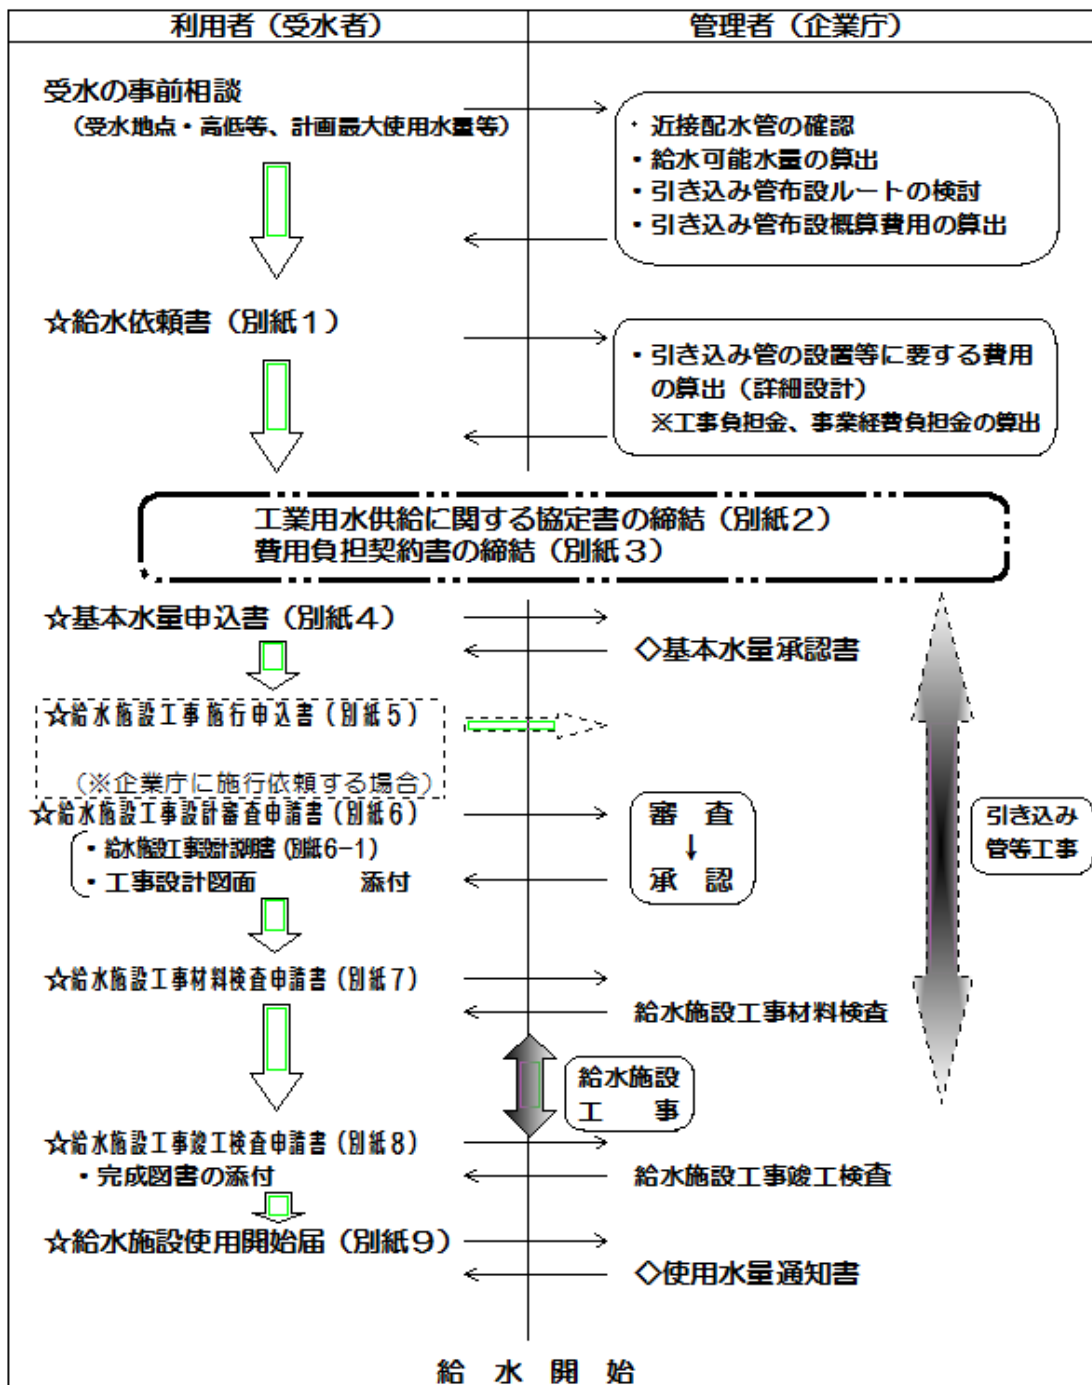 利用者（受水者）
管理者（企業庁）
受水の事前相談
（受水地点・高低等、計画最大使用水量等）
・近接配水管の確認
・給水可能水量の算出
・引き込み管布設ルートの検討
・引き込み管布設概算費用の算出
☆給水依頼書（別紙１）
・引き込み管の設置等に要する費用
の算出（詳細設計）
※工事負担金、事業経費負担金の算出
工業用水供給に関する協定書の締結（別紙２）
費用負担契約書の締結（別紙３）
☆基本水量申込書（別紙４）
◇基本水量承認書
☆給水施設工事施行申込書（別紙５）
（※企業庁に施行依頼する場合）
☆給水施設工事設計審査申請書（別紙６）
・給水施設工事設計説明書（別紙6-1）
・工事設計図面　添付
審　査
↓
承　認
引き込み
管等工事
☆給水施設工事材料検査申請書（別紙７）
給水施設工事材料検査
給水施設
工　事
☆給水施設工事竣工検査申請書（別紙８）
・完成図書の添付
給水施設工事竣工検査
☆給水施設使用開始届（別紙９）
◇使用水量通知書
給　水　開　始